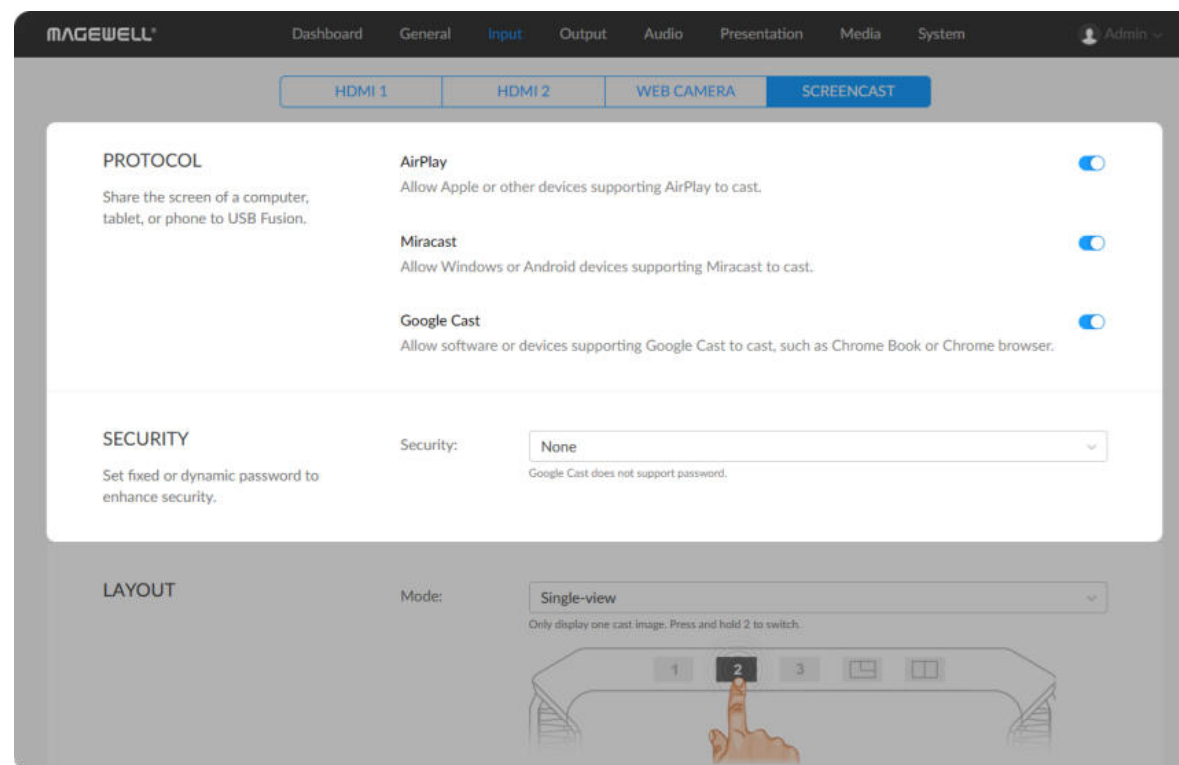 MAGEWELL®
Dashboard General Input Output Audio Presentation Media System Admin
HDMI 1 HDMI 2 WEB CAMERA SCREENCAST
PROTOCOL
Share the screen of a computer,
tablet, or phone to USB Fusion.
AirPlay
Allow Apple or other devices supporting AirPlay to cast.
Miracast
Allow Windows or Android devices supporting Miracast to cast.
Google Cast
Allow software or devices supporting Google Cast to cast, such as Chrome Book or Chrome browser.
SECURITY
Set fixed or dynamic password to
enhance security.
Security: None
Google Cast does not support password.
LAYOUT
Mode: Single-view
Only display one cast image. Press and hold 2 to switch.
1 2 3